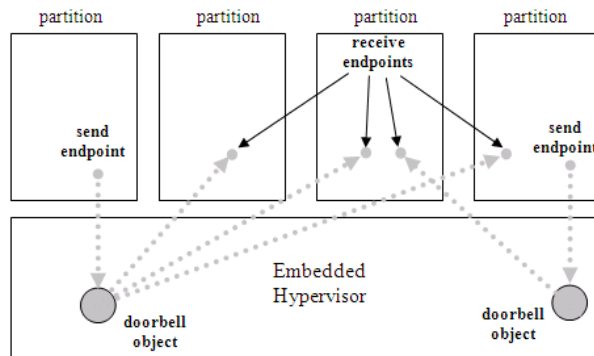 partition
partition
partition
partition
receive
endpoints
send
endpoint
send
endpoint
Embedded
Hypervisor
doorbell
object
doorbell
object